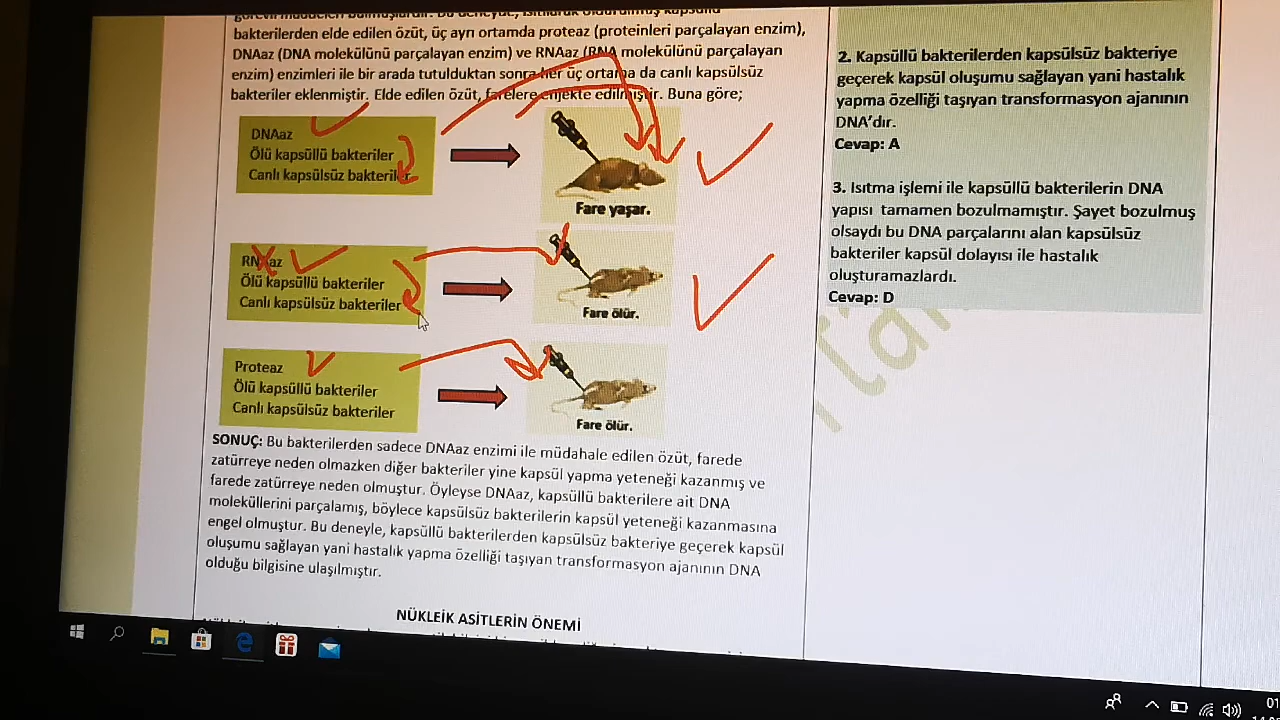 bakterilerden elde edilen özüt, üç ayrı ortamda proteaz (proteinleri parçalayan enzim),
DNAaz (DNA molekülünü parçalayan enzim) ve RNAaz (RNA molekülünü parçalayan
enzim) enzimleri ile bir arada tutulduktan sonra her üç ortama da canlı kapsülsüz
bakteriler eklenmiştir. Elde edilen özüt, farelere enjekte edilmiştir. Buna göre;
DNAaz
Ölü kapsüllü bakteriler
Canlı kapsülsüz bakteriler
Fare yaşar.
RNAaz
Ölü kapsüllü bakteriler
Canlı kapsülsüz bakteriler
Fare ölür.
Proteaz
Ölü kapsüllü bakteriler
Canlı kapsülsüz bakteriler
Fare ölür.
SONUÇ: Bu bakterilerden sadece DNAaz enzimi ile müdahale edilen özüt, farede
zatürreye neden olmazken diğer bakteriler yine kapsül yapma yeteneği kazanmış ve
farede zatürreye neden olmuştur. Öyleyse DNAaz, kapsüllü bakterilere ait DNA
moleküllerini parçalamış, böylece kapsülsüz bakterilerin kapsül yeteneği kazanmasına
engel olmuştur. Bu deneyle, kapsüllü bakterilerden kapsülsüz bakteriye geçerek kapsül
oluşumu sağlayan yani hastalık yapma özelliği taşıyan transformasyon ajanının DNA
olduğu bilgisine ulaşılmıştır.
NÜKLEİK ASİTLERİN ÖNEMİ
2. Kapsüllü bakterilerden kapsülsüz bakteriye
geçerek kapsül oluşumu sağlayan yani hastalık
yapma özelliği taşıyan transformasyon ajanının
DNA'dır.
Cevap: A
3. Isıtma işlemi ile kapsüllü bakterilerin DNA
yapısı tamamen bozulmamıştır. Şayet bozulmuş
olsaydı bu DNA parçalarını alan kapsülsüz
bakteriler kapsül dolayısı ile hastalık
oluşturamazlardı.
Cevap: D
01